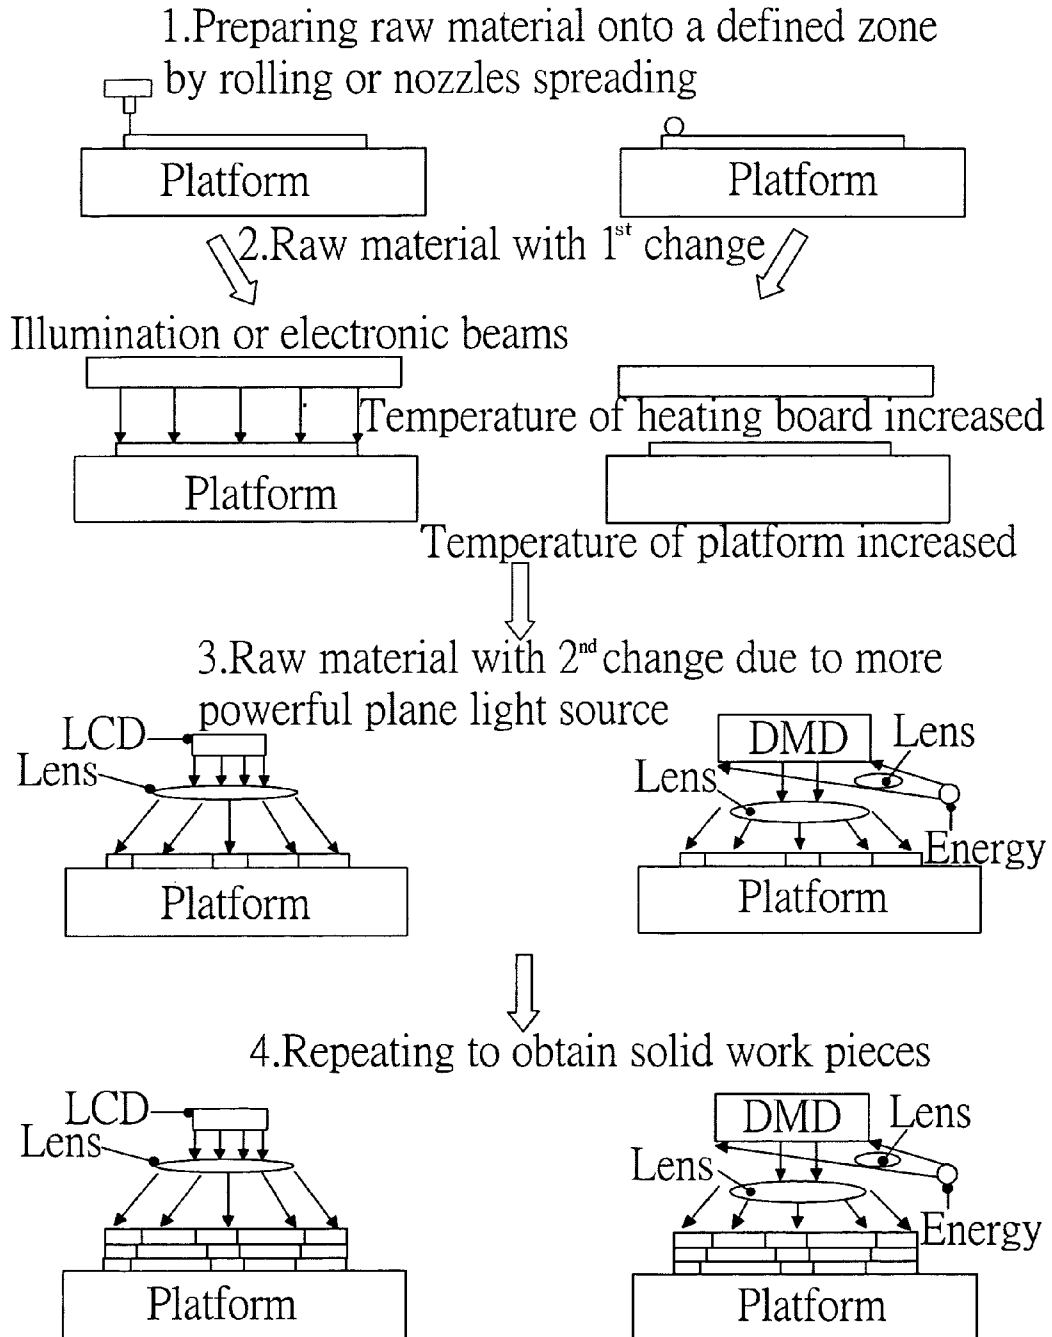 1.Preparing raw material onto a defined zone
by rolling or nozzles spreading
Platform
Platform
2.Raw material with 1st change
Illumination or electronic beams
Temperature of heating board increased
Platform
Temperature of platform increased
3.Raw material with 2nd change due to more
powerful plane light source
LCD
Lens
Platform
DMD
Lens
Lens
Energy
Platform
4.Repeating to obtain solid work pieces
LCD
Lens
Platform
DMD
Lens
Lens
Energy
Platform